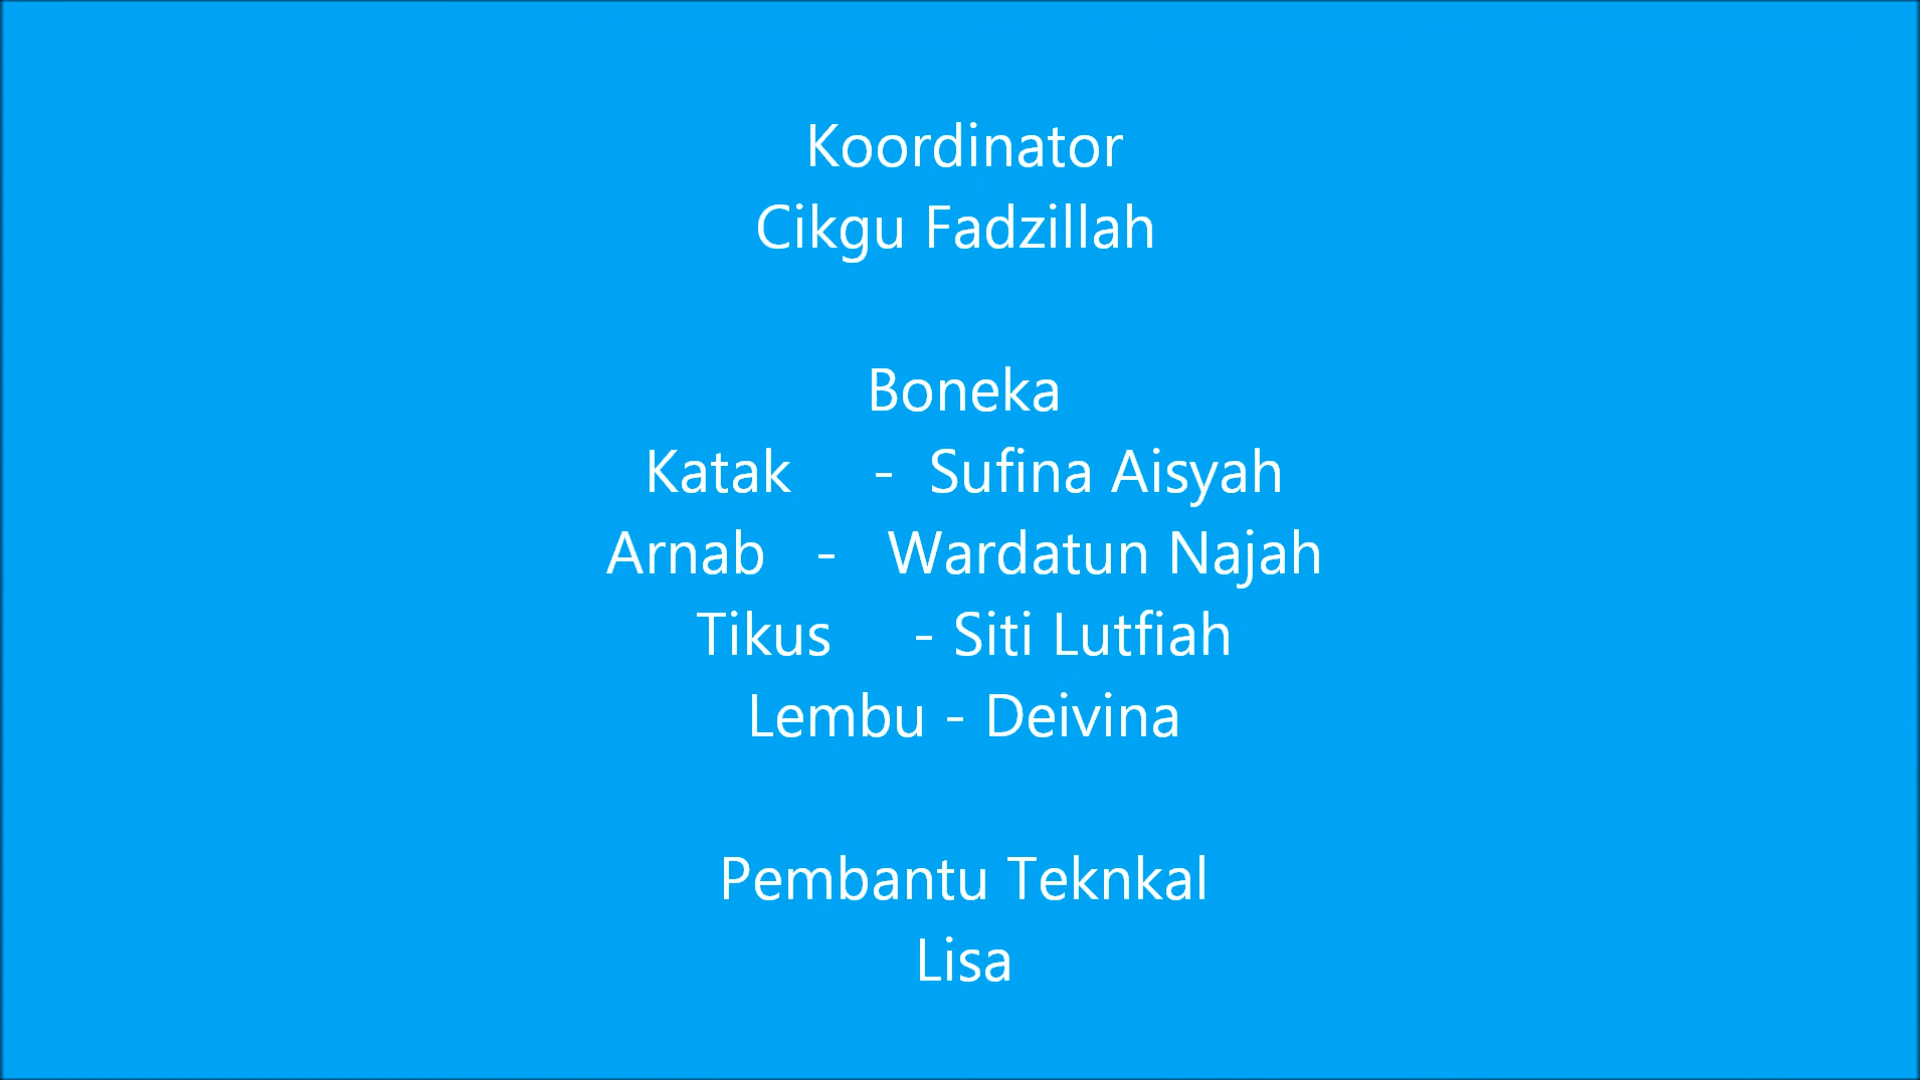 Koordinator
Cikgu Fadzillah
Boneka
Katak - Sufina Aisyah
Arnab - Wardatun Najah
Tikus - Siti Lutfiah
Lembu - Deivina
Pembantu Teknkal
Lisa